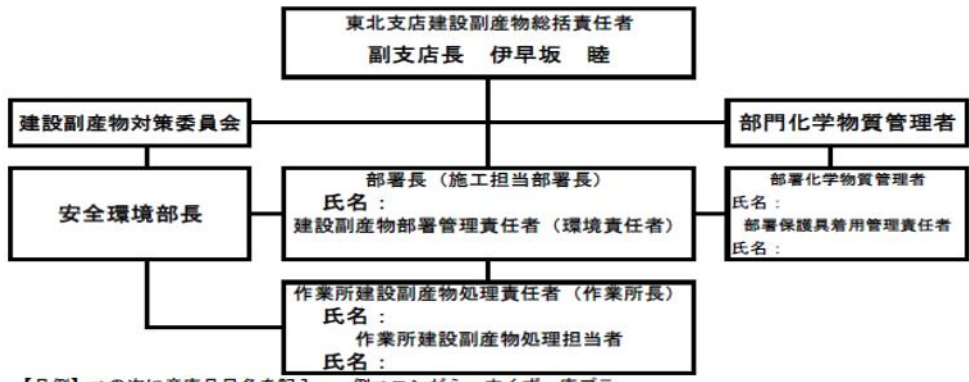 東北支店建設副産物総括責任者
副支店長 伊早坂 睦
建設副産物対策委員会
部門化学物質管理者
安全環境部長
部署長（施工担当部署長）
氏名：
建設副産物部署管理責任者（環境責任者）
部署化学物質管理者
氏名：
部署保護具着用管理責任者
氏名：
作業所建設副産物処理責任者（作業所長）
氏名：
作業所建設副産物処理担当者
氏名：